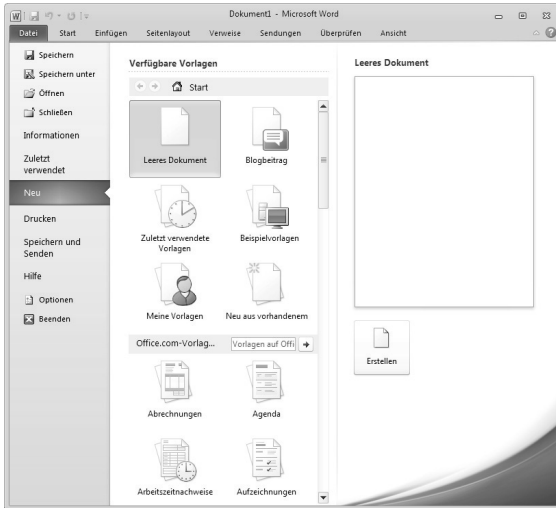 Dokument1 - Microsoft Word
Datei Start Einfügen Seitenlayout Verweise Sendungen Überprüfen Ansicht
Speichern
Speichern unter
Öffnen
Schließen
Informationen
Zuletzt
verwendet
Neu
Drucken
Speichern und
Senden
Hilfe
Optionen
Beenden
Verfügbare Vorlagen
Start
Leeres Dokument
Blogbeitrag
Zuletzt verwendete
Vorlagen
Beispielvorlagen
Meine Vorlagen
Neu aus vorhandenem
Office.com-Vorlag...
Vorlagen auf Offi
Abrechnungen
Agenda
Arbeitszeitnachweise
Aufzeichnungen
Leeres Dokument
Erstellen